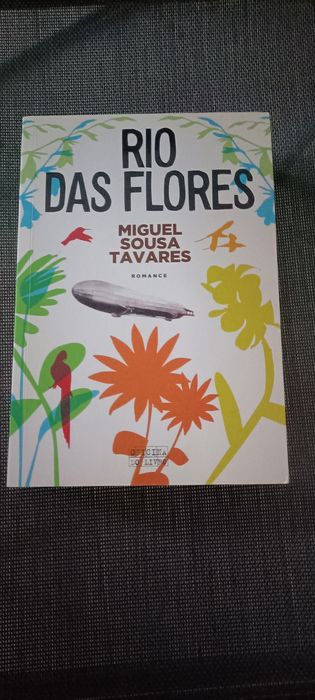 RIO
DAS FLORES
MIGUEL
SOUSA
TAVARES
ROMANCE
OFICINA
DO LIVRO